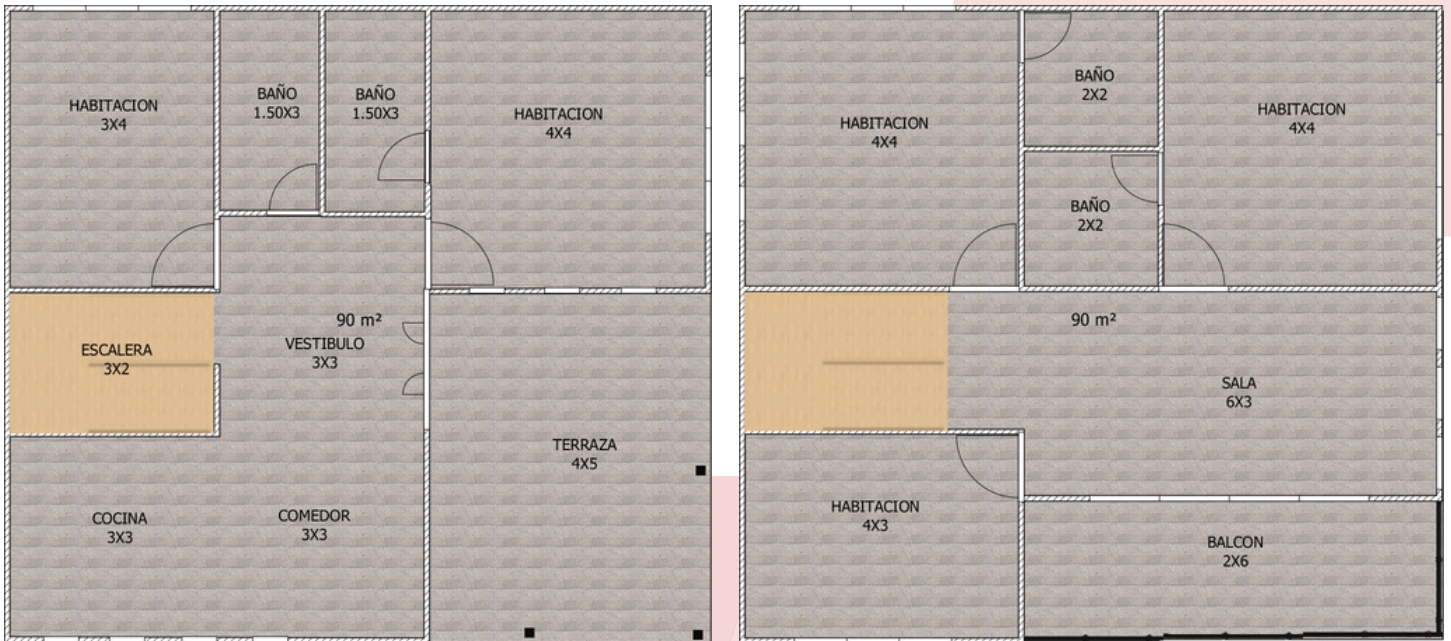 HABITACION
3X4
BAÑO
1.50X3
BAÑO
1.50X3
HABITACION
4X4
ESCALERA
3X2
90 m²
VESTIBULO
3X3
TERRAZA
4X5
COCINA
3X3
COMEDOR
3X3
HABITACION
4X4
BAÑO
2X2
HABITACION
4X4
BAÑO
2X2
90 m²
SALA
6X3
HABITACION
4X3
BALCON
2X6